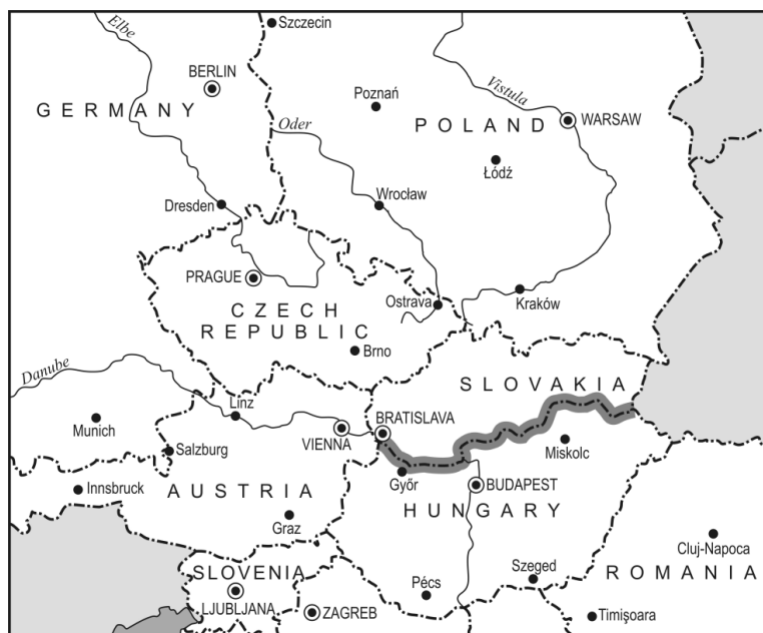 Elbe
Szczecin
BERLIN
GERMANY
Poznań
Vistula
Oder
POLAND
WARSAW
Łódź
Dresden
Wrocław
PRAGUE
CZECH
REPUBLIC
Ostrava
Kraków
Brno
Danube
SLOVAKIA
Linz
BRATISLAVA
Munich
VIENNA
Salzburg
Miskolc
Innsbruck
AUSTRIA
Győr
BUDAPEST
HUNGARY
Graz
Cluj-Napoca
SLOVENIA
Szeged
ROMANIA
LJUBLJANA
ZAGREB
Pécs
Timişoara